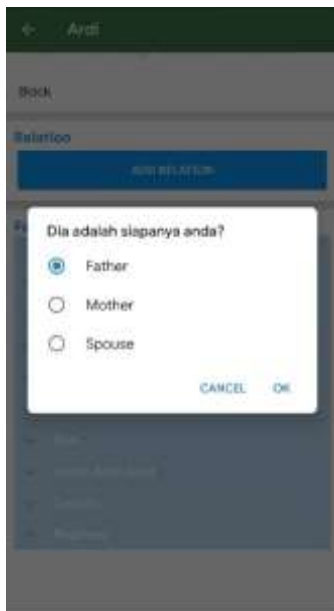 Ardi
Block
Relation
ADD RELATION
Dia adalah siapanya anda?
Father
Mother
Spouse
CANCEL
OK